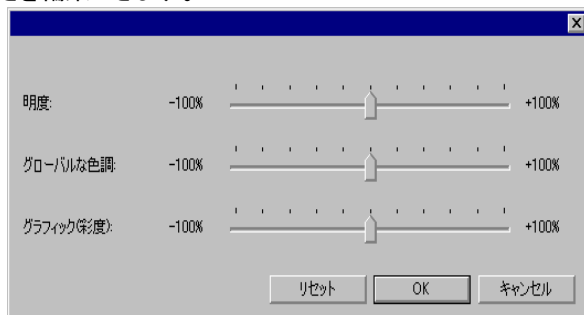 明度: -100% +100%
グローバルな色調: -100% +100%
グラフィック(彩度): -100% +100%
リセット OK キャンセル